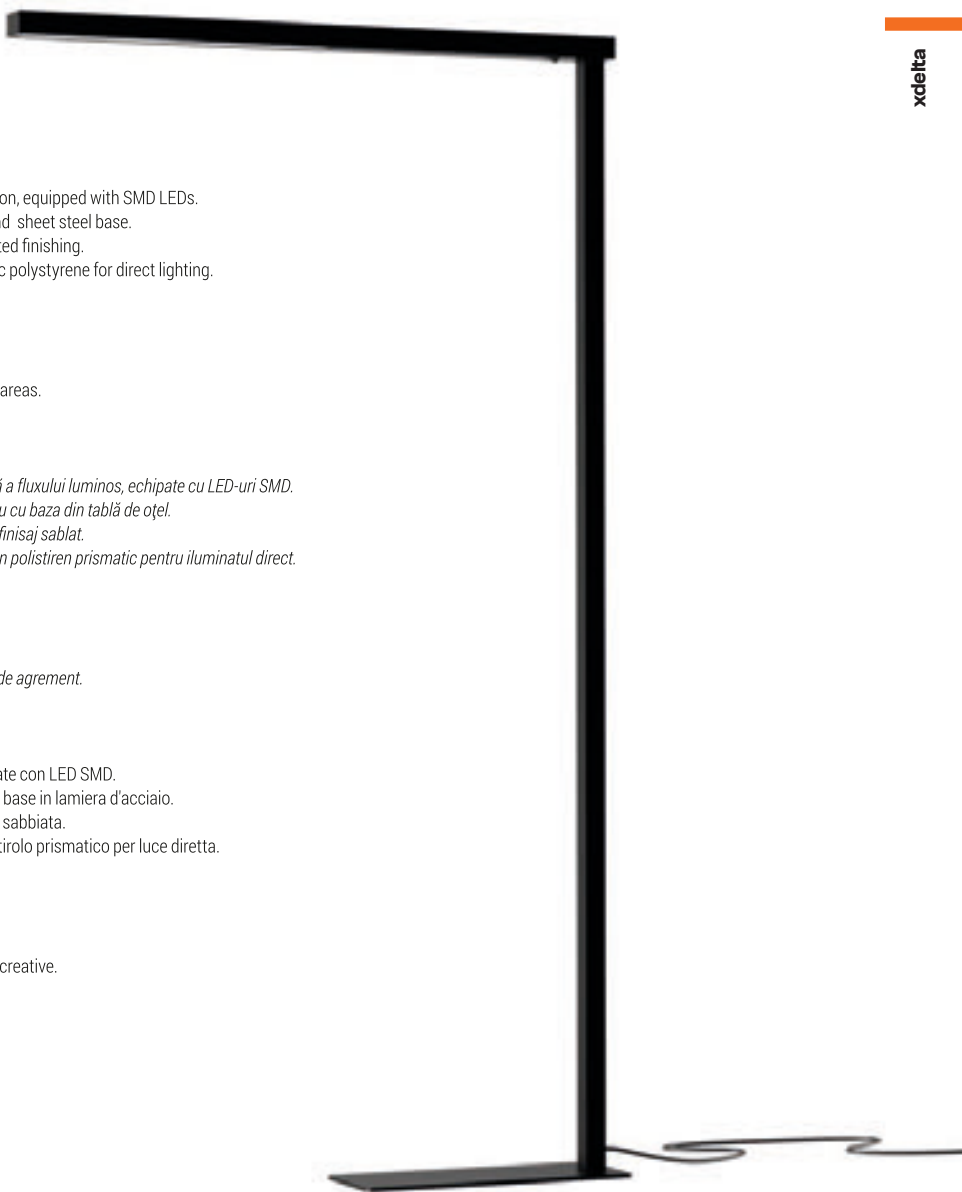 xdelta
on, equipped with SMD LEDs.
nd sheet steel base.
ted finishing.
c polystyrene for direct lighting.
areas.
ă a fluxului luminos, echipate cu LED-uri SMD.
u cu baza din tablă de oţel.
finisaj sablat.
n polistiren prismatic pentru iluminatul direct.
de agrement.
ate con LED SMD.
base in lamiera d'acciaio.
sabbiata.
tirolo prismatico per luce diretta.
creative.